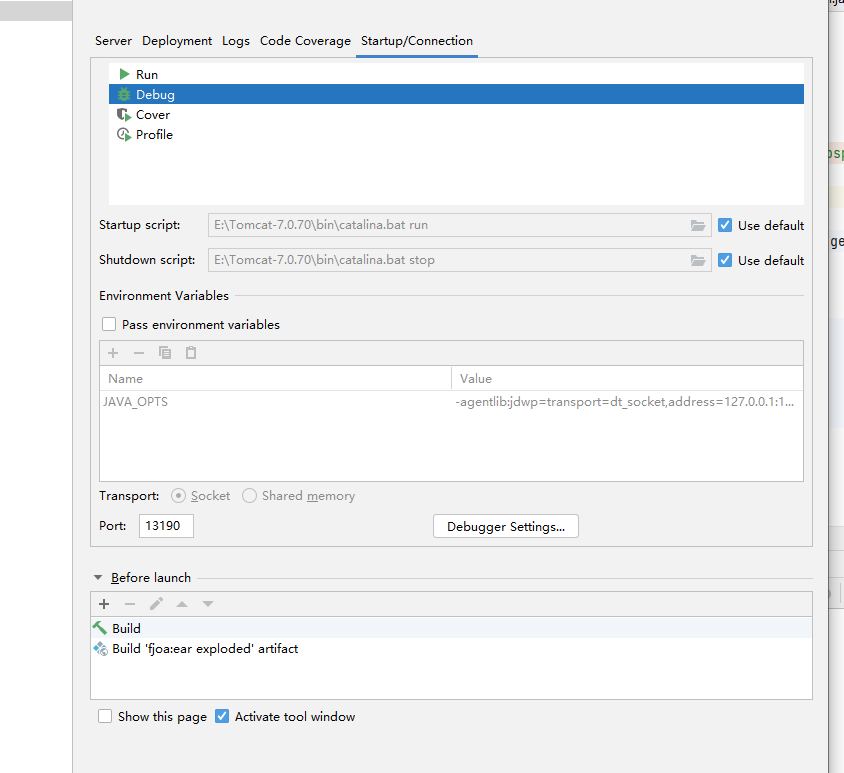 Server Deployment Logs Code Coverage Startup/Connection
Run
Debug
Cover
Profile
Startup script: E:\Tomcat-7.0.70\bin\catalina.bat run Use default
Shutdown script: E:\Tomcat-7.0.70\bin\catalina.bat stop Use default
Environment Variables
Pass environment variables
Name Value
JAVA_OPTS -agentlib:jdwp=transport=dt_socket,address=127.0.0.1:1...
Transport: Socket Shared memory
Port: 13190 Debugger Settings...
Before launch
Build
Build 'fjoa:ear exploded' artifact
Show this page Activate tool window